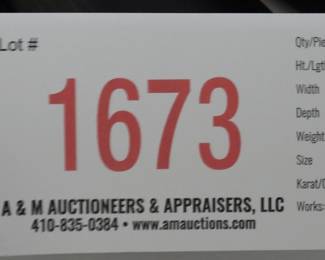 Lot #
1673
A & M AUCTIONEERS & APPRAISERS, LLC
410-835-0384 • www.amauctions.com
Qty/Pie
Ht./Lgt
Width
Depth
Weight
Size
Karat/D
Works: